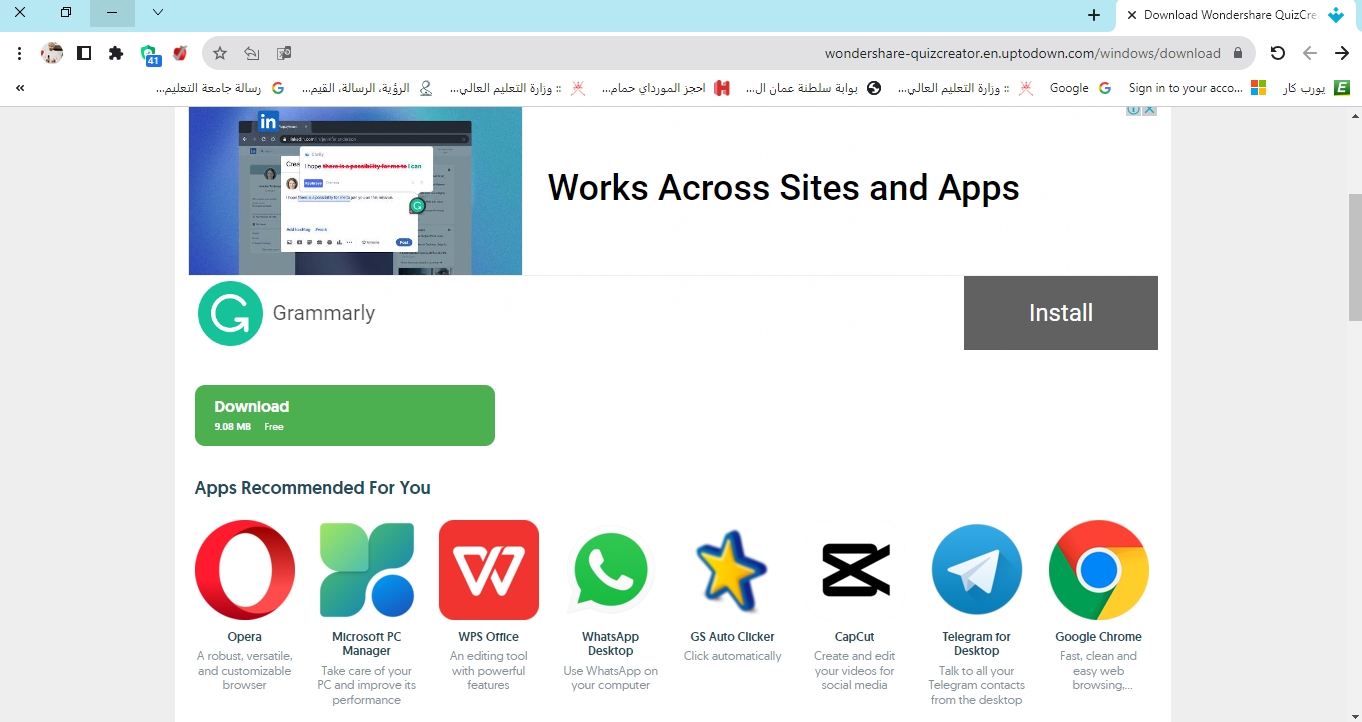 Download Wondershare QuizCre
wondershare-quizcreator.en.uptodown.com/windows/download
41
يورب كار
Sign in to your acco...
Google
:: وزارة التعليم العالي...
بوابة سلطنة عمان ال...
احجز المورداي حمام...
:: وزارة التعليم العالي...
الرؤية، الرسالة، القيم...
رسالة جامعة التعليم...
in
I hope there is a possibility for me to I can
Works Across Sites and Apps
Add hashtag
Post
Grammarly
Install
Download
9.08 MB Free
Apps Recommended For You
Opera
A robust, versatile,
and customizable
browser
Microsoft PC
Manager
Take care of your
PC and improve its
performance
WPS Office
An editing tool
with powerful
features
WhatsApp
Desktop
Use WhatsApp on
your computer
GS Auto Clicker
Click automatically
CapCut
Create and edit
your videos for
social media
Telegram for
Desktop
Talk to all your
Telegram contacts
from the desktop
Google Chrome
Fast, clean and
easy web
browsing,...